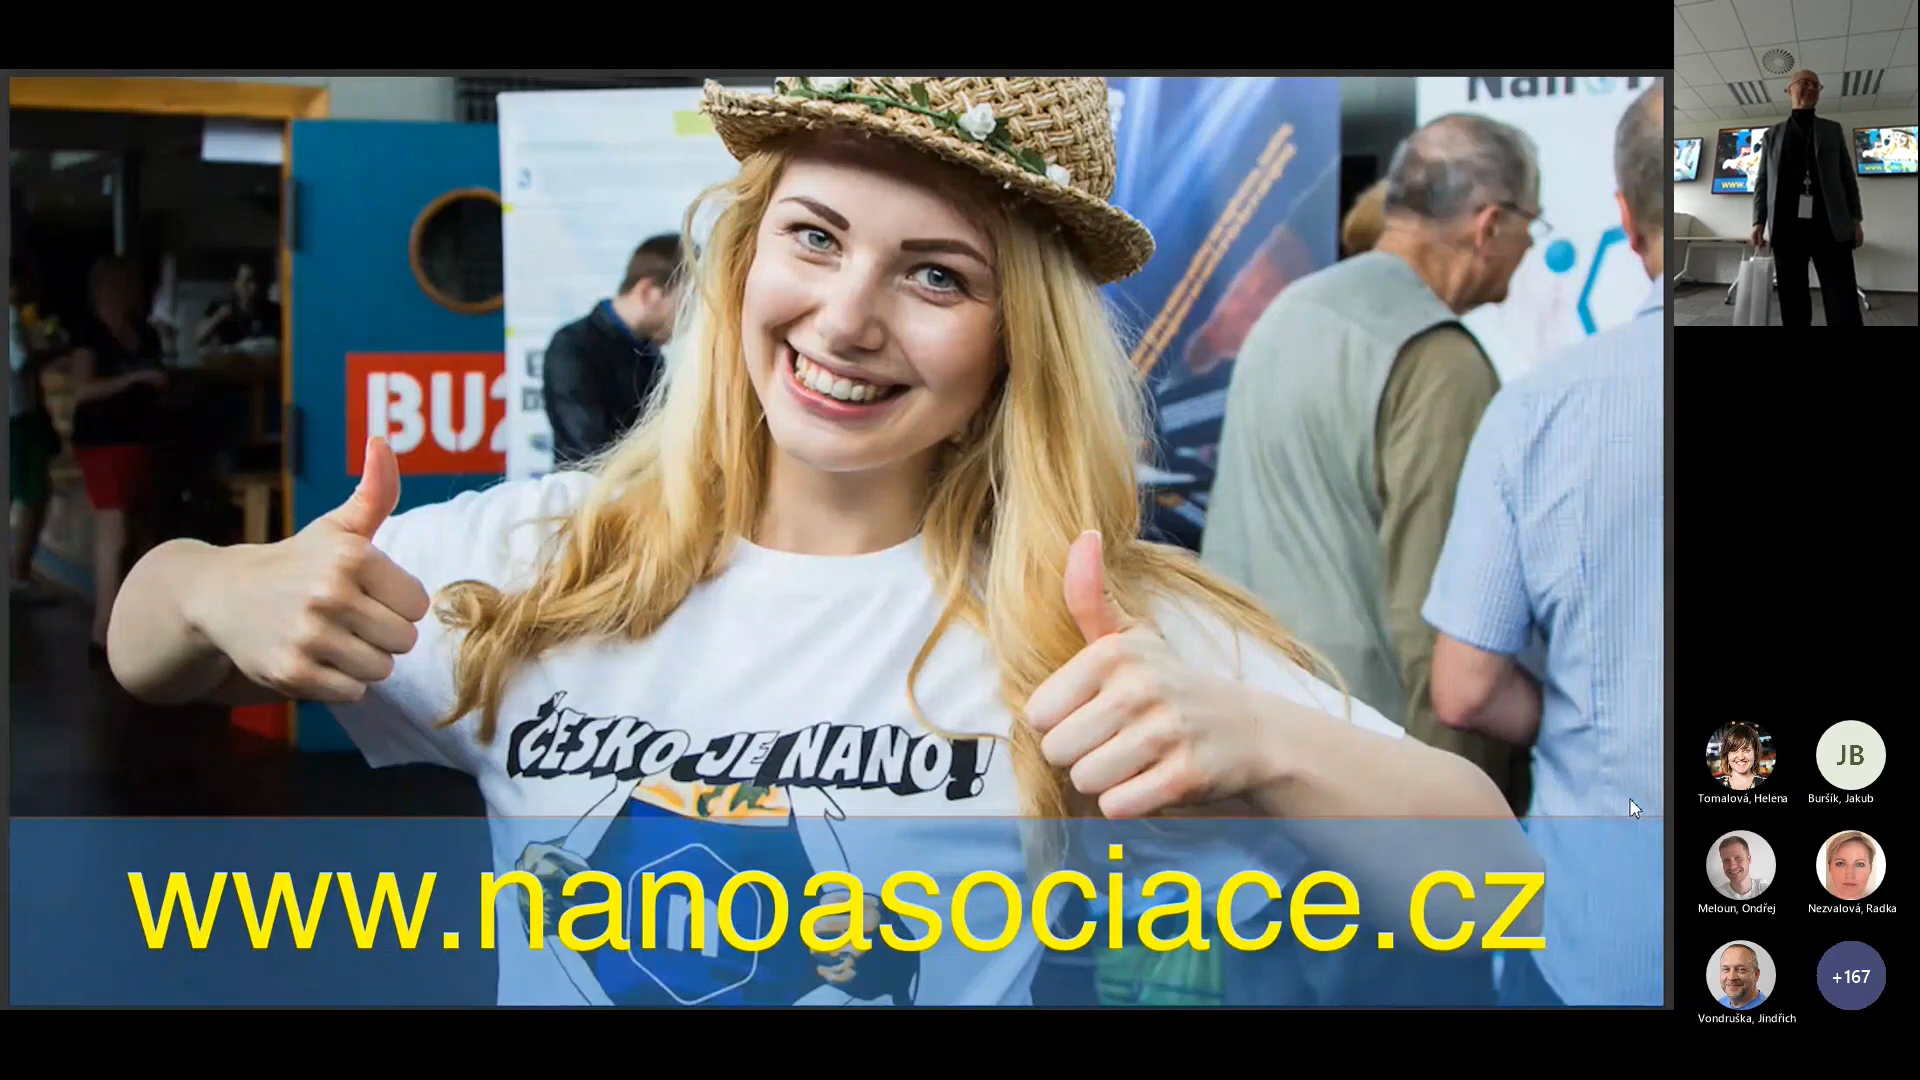 BUZ
ČESKO JE NANO!
n
www.nanoasociace.cz
Tomalová, Helena
JB
Buršík, Jakub
Meloun, Ondřej
Nezvalová, Radka
Vondruška, Jindřich
+167